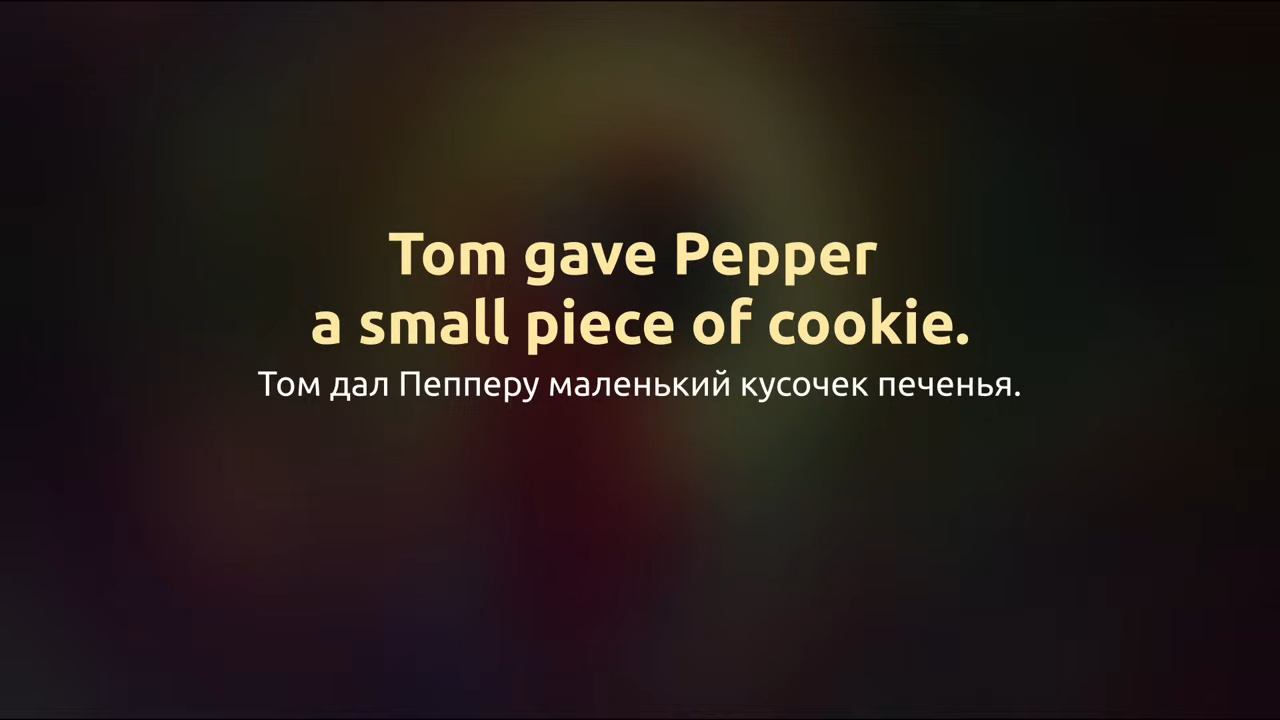 Tom gave Pepper
a small piece of cookie.
Том дал Пепперу маленький кусочек печенья.